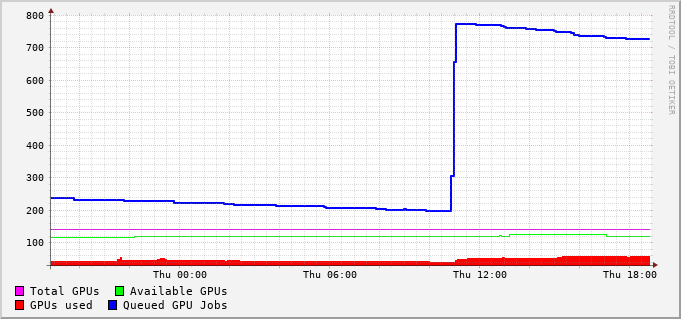 800
700
600
500
400
300
200
100
Thu 00:00 Thu 06:00 Thu 12:00 Thu 18:00
Total GPUs Available GPUs
GPUs used Queued GPU Jobs
RRDTOOL / TOBI OETIKER